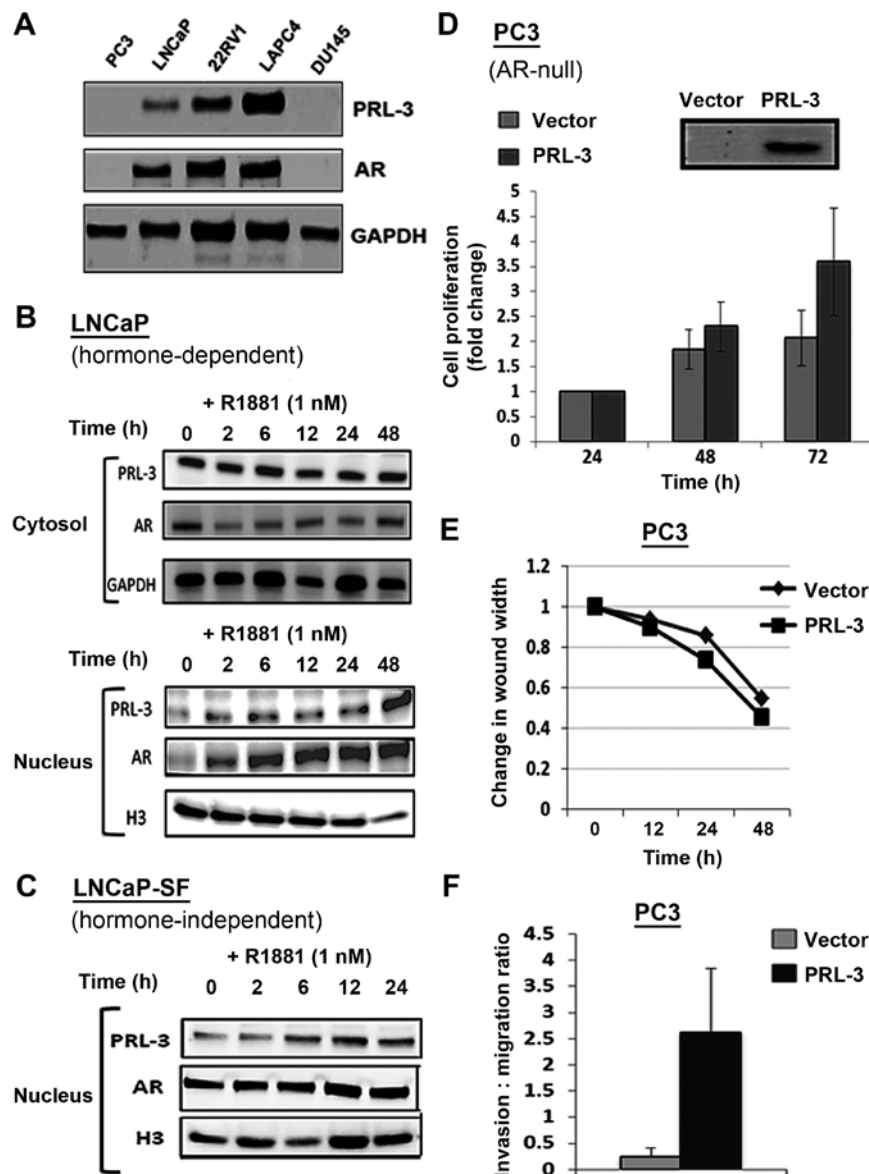 A
PC3 LNCaP 22RV1 LAPC4 DU145
PRL-3
AR
GAPDH
B LNCaP
(hormone-dependent)
+ R1881 (1 nM)
Time (h) 0 2 6 12 24 48
Cytosol
PRL-3
AR
GAPDH
+ R1881 (1 nM)
Time (h) 0 2 6 12 24 48
Nucleus
PRL-3
AR
H3
C LNCaP-SF
(hormone-independent)
+ R1881 (1 nM)
Time (h) 0 2 6 12 24
Nucleus
PRL-3
AR
H3
D PC3
(AR-null)
Vector
PRL-3
Vector PRL-3
Cell proliferation
(fold change)
5
4.5
4
3.5
3
2.5
2
1.5
1
0.5
0
24 48 72
Time (h)
E PC3
Vector
PRL-3
Change in wound width
1.2
1
0.8
0.6
0.4
0.2
0
0 12 24 48
Time (h)
F PC3
Vector
PRL-3
Invasion : migration ratio
4.5
4
3.5
3
2.5
2
1.5
1
0.5
0